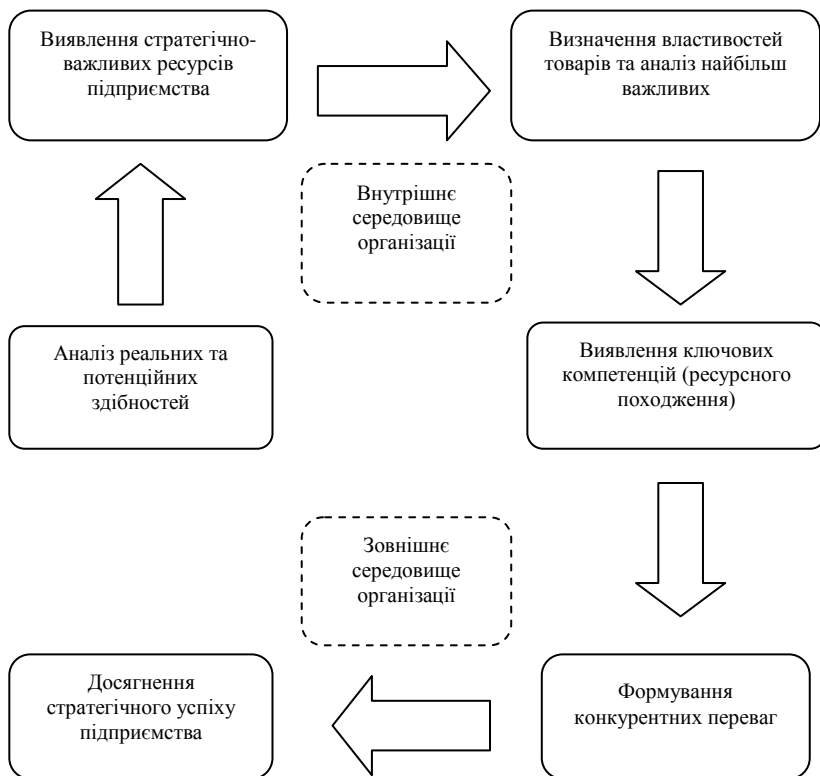 Виявлення стратегічно-
важливих ресурсів
підприємства
Визначення властивостей
товарів та аналіз найбільш
важливих
Внутрішнє
середовище
організації
Аналіз реальних та
потенційних
здібностей
Виявлення ключових
компетенцій (ресурсного
походження)
Зовнішнє
середовище
організації
Досягнення
стратегічного успіху
підприємства
Формування
конкурентних переваг